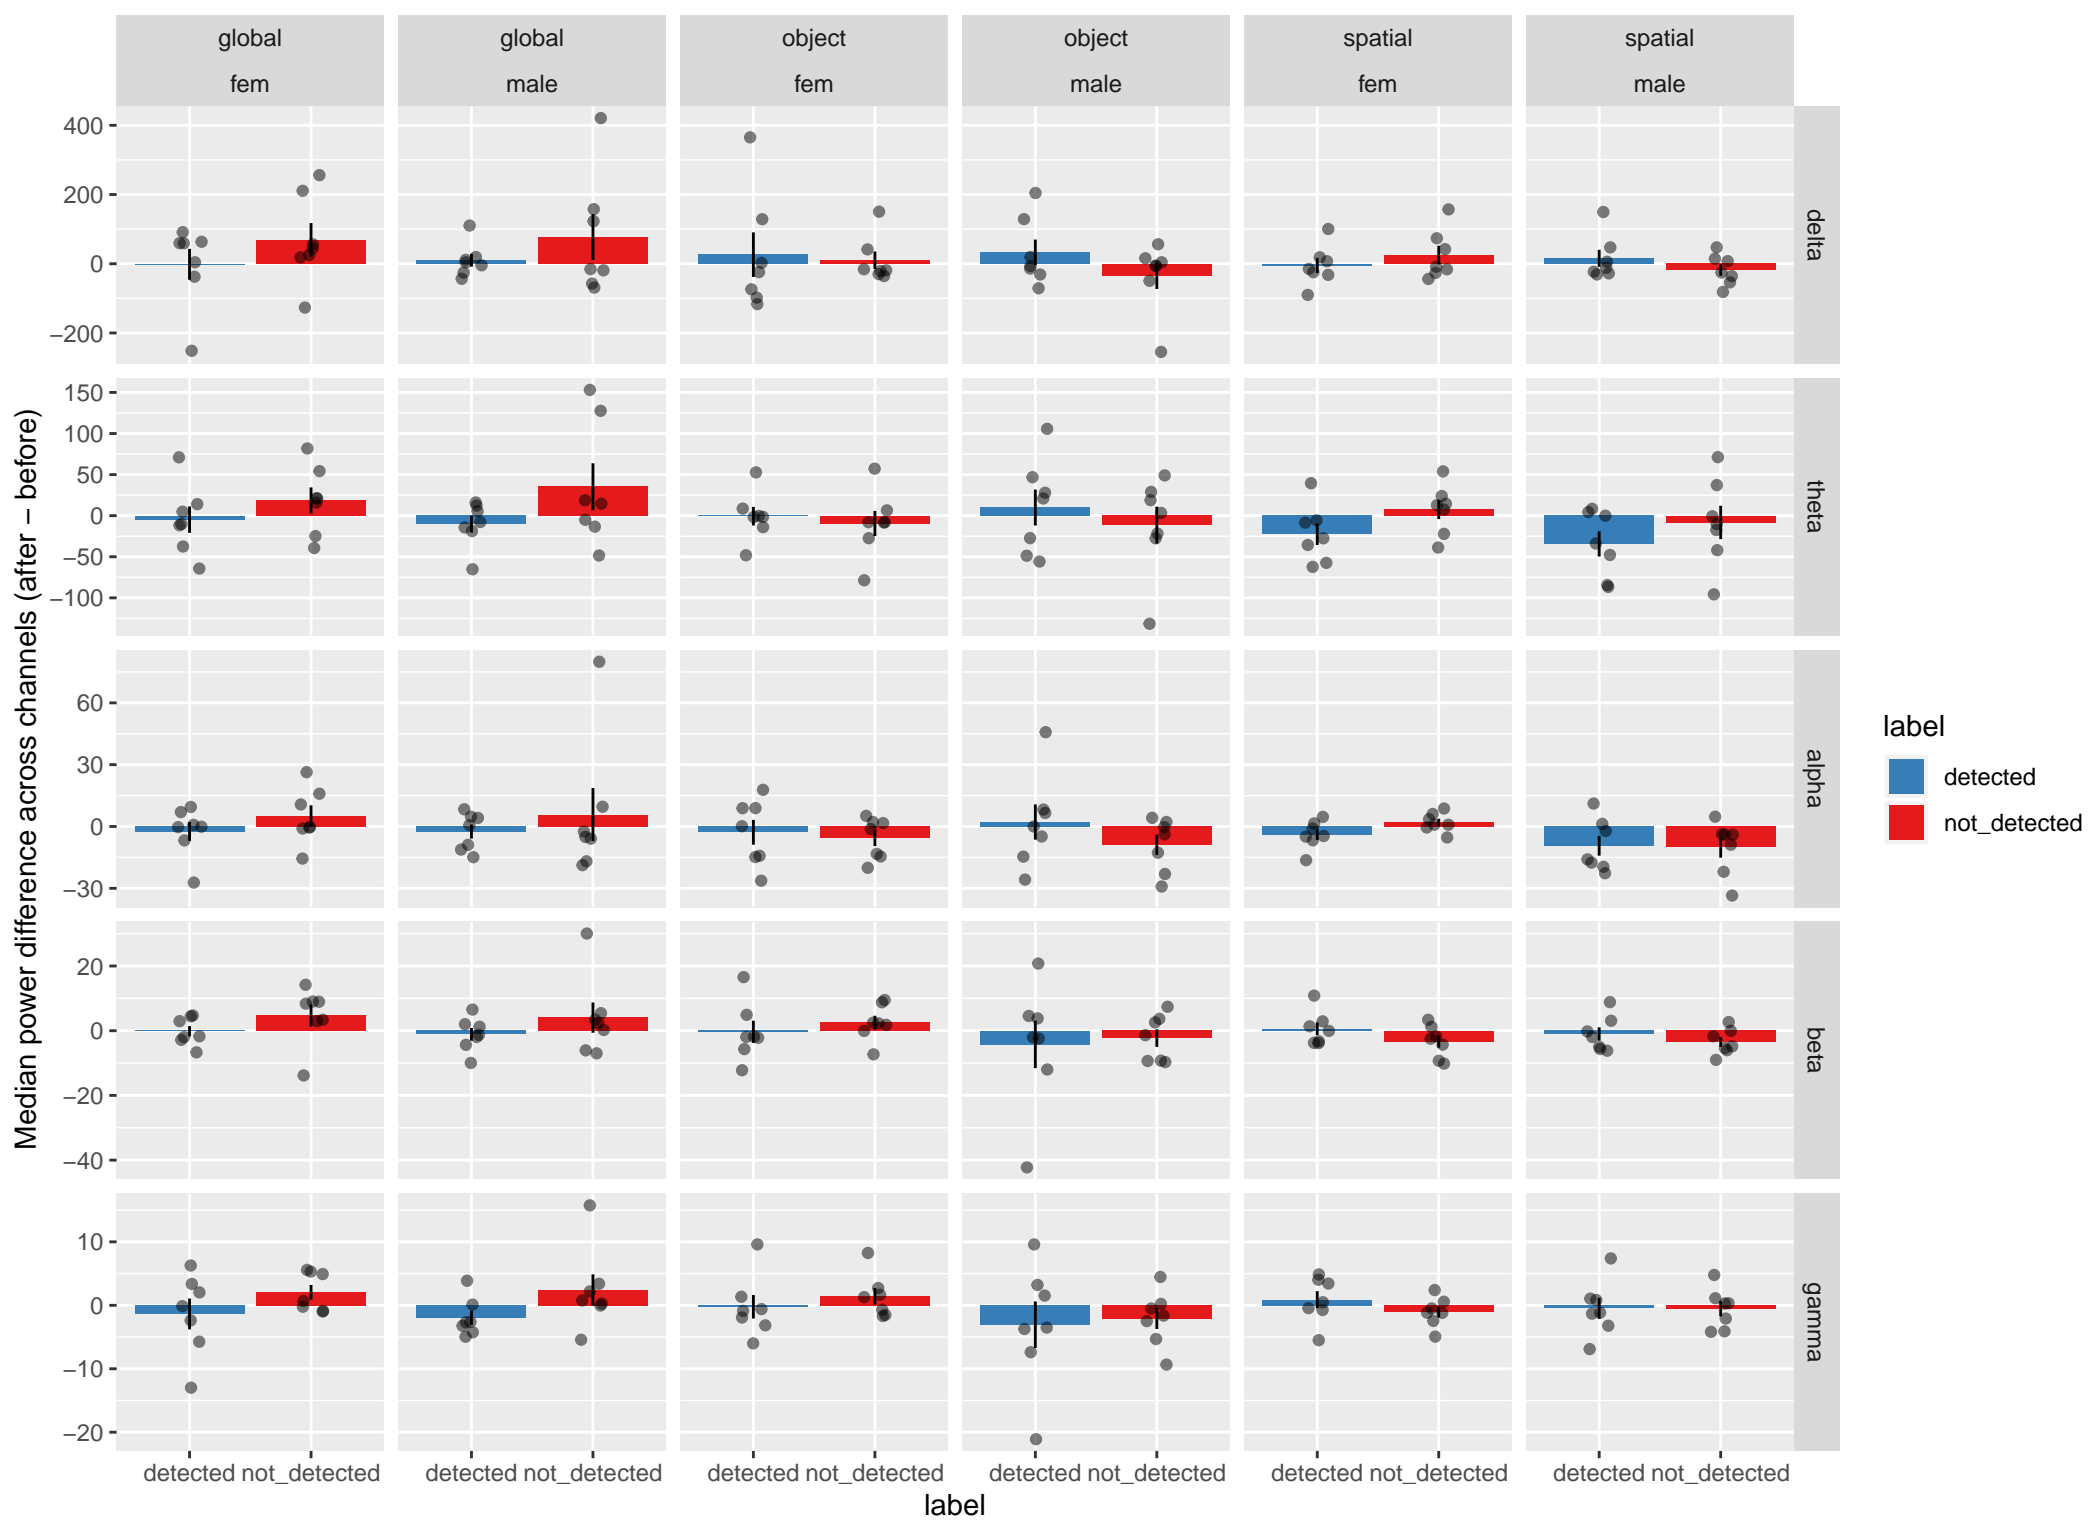 global global object object spatial spatial
fem male fem male fem male
400
200
0
−200
delta
150
100
50
0
−50
−100
theta
60
30
0
−30
alpha
20
0
−20
−40
beta
10
0
−10
−20
gamma
detected not_detected detected not_detected detected not_detected detected not_detected detected not_detected detected not_detected
label
Median power difference across channels (after − before)
label
detected
not_detected